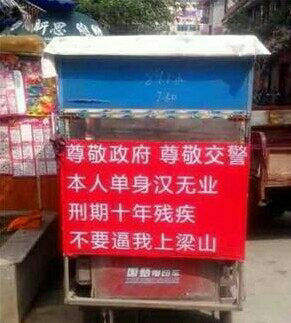 尊敬政府 尊敬交警
本人单身汉无业
刑期十年残疾
不要逼我上梁山